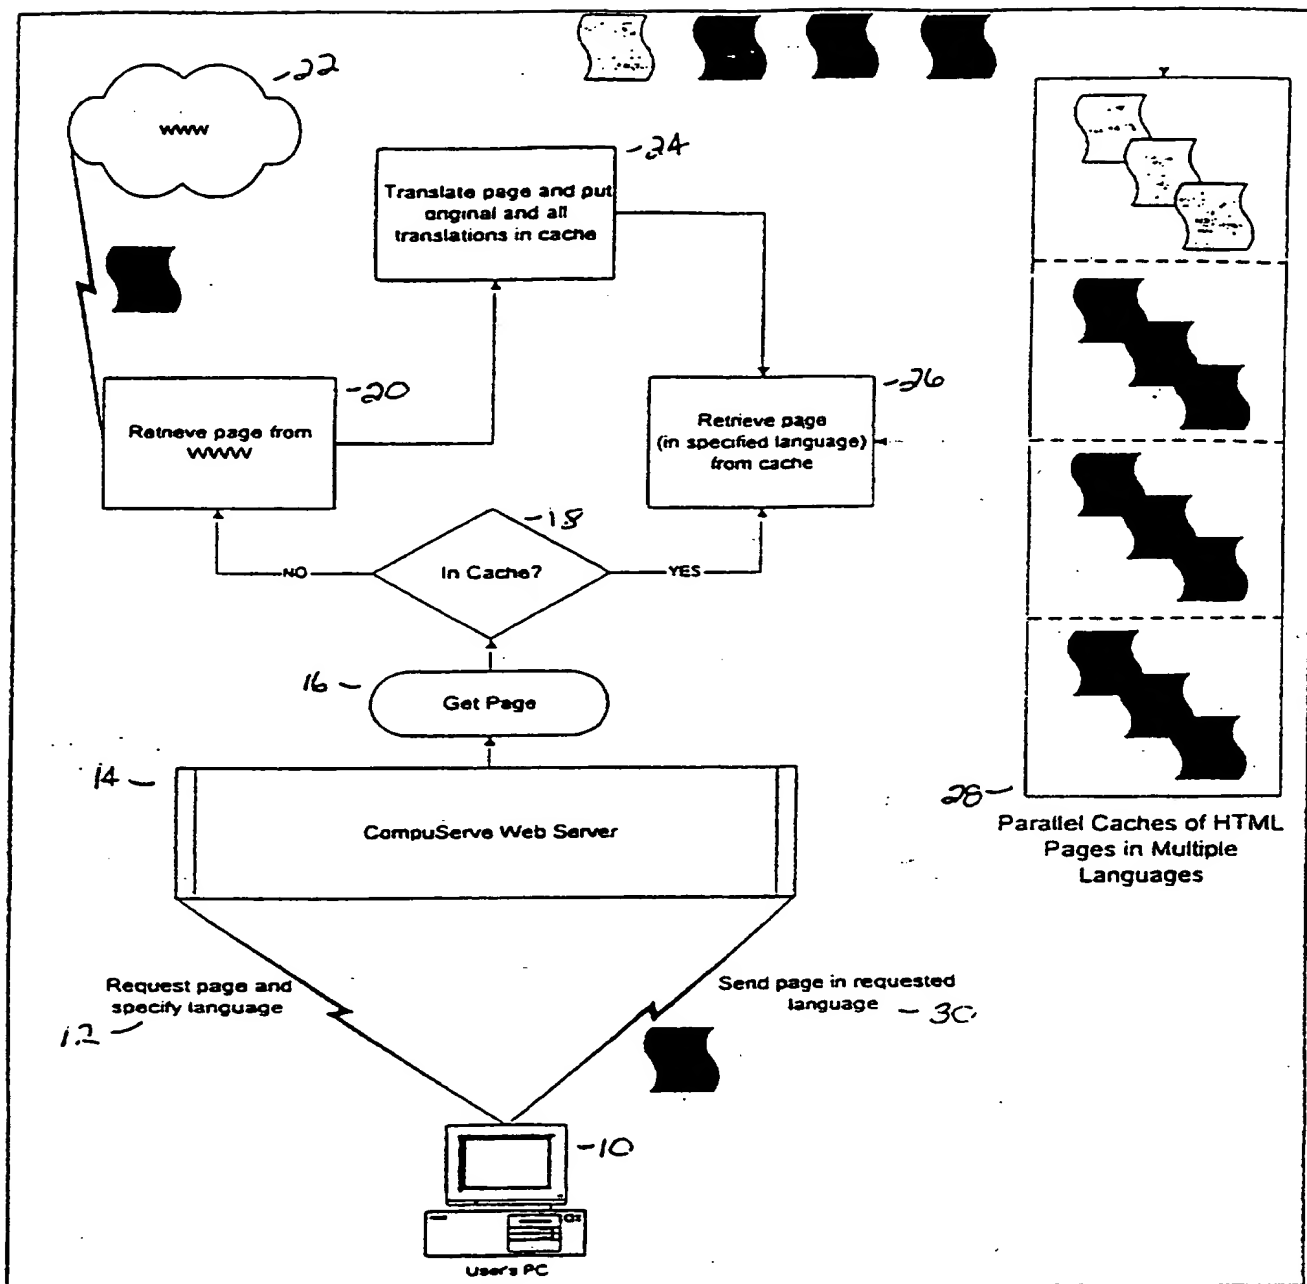 -22
WWW
-24
Translate page and put
original and all
translations in cache
-20
Retrieve page from
WWW
-26
Retrieve page
(in specified language)
from cache
-18
In Cache?
NO
YES
16 -
Get Page
14 -
CompuServe Web Server
28-
Parallel Caches of HTML
Pages in Multiple
Languages
Request page and
specify language
12 -
Send page in requested
language
- 30
-10
User's PC